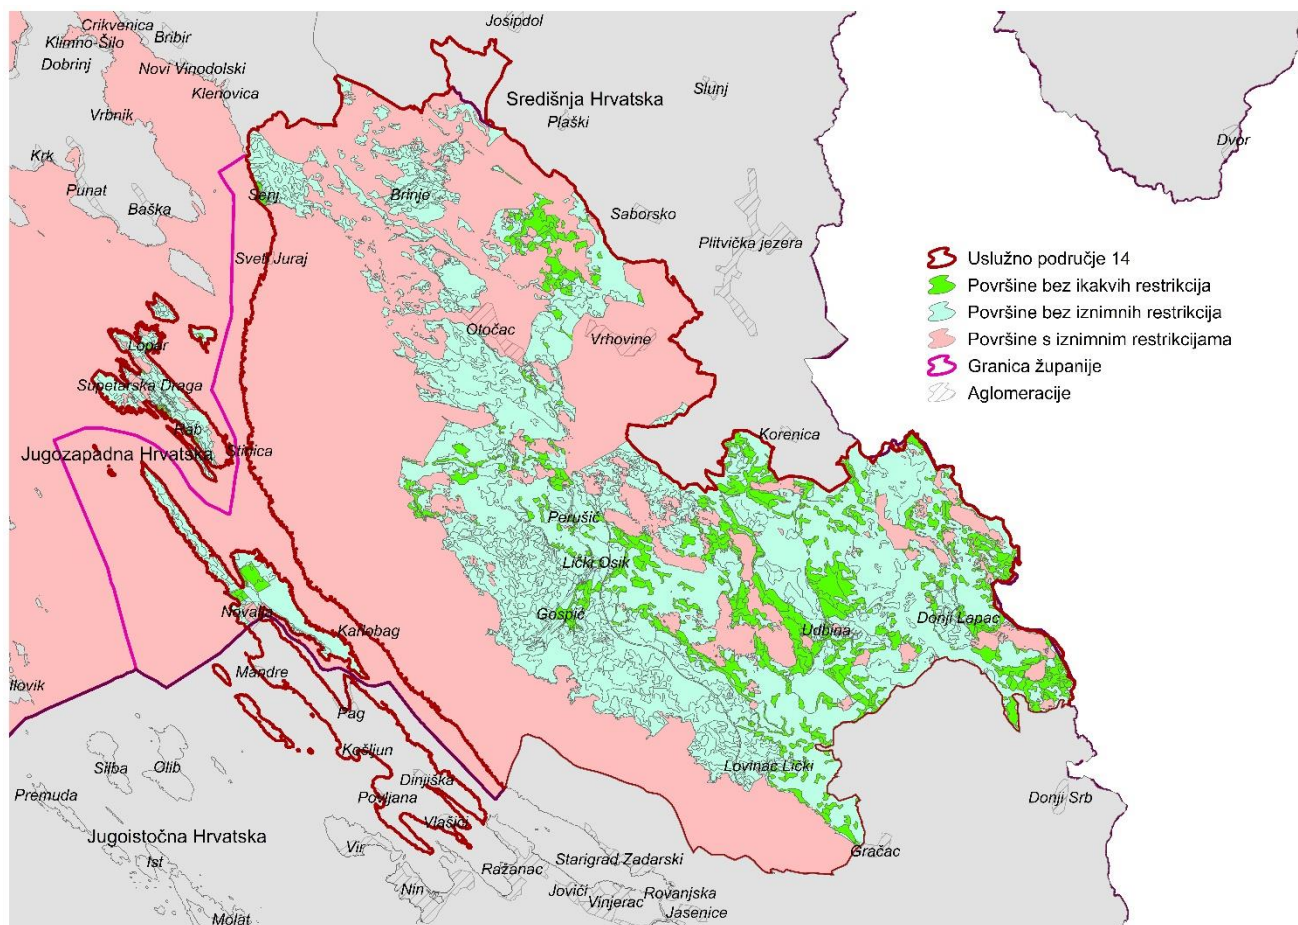 Josipdol
Crikvenica
Bribir
Klimno-Šilo
Dobrinj
Novi Vinodolski
Klenovica
Slunj
Središnja Hrvatska
Plaški
Vrbnik
Dvor
Krk
Punat
Baška
Senj
Brinje
Saborsko
Plitvička jezera
Sveti Juraj
Uslužno područje 14
Površine bez ikakvih restrikcija
Površine bez iznimnih restrikcija
Površine s iznimnim restrikcijama
Granica županije
Aglomeracije
Otočac
Vrhovine
Lopar
Supetarska Draga
Rab
Korenica
Jugozapadna Hrvatska
Stinica
Perušić
Lički Osik
Gospić
Novalja
Karlobag
Udbina
Donji Lapac
Mandre
Pag
Košljun
Silba
Olib
Dinjiška
Povljana
Vlašići
Lovinac Lički
Premuda
Donji Srb
Jugoistočna Hrvatska
Ist
Vir
Ražanac
Starigrad Zadarski
Gračac
Nin
Jovići
Vinjerac
Rovanjska
Jasenice
Molat